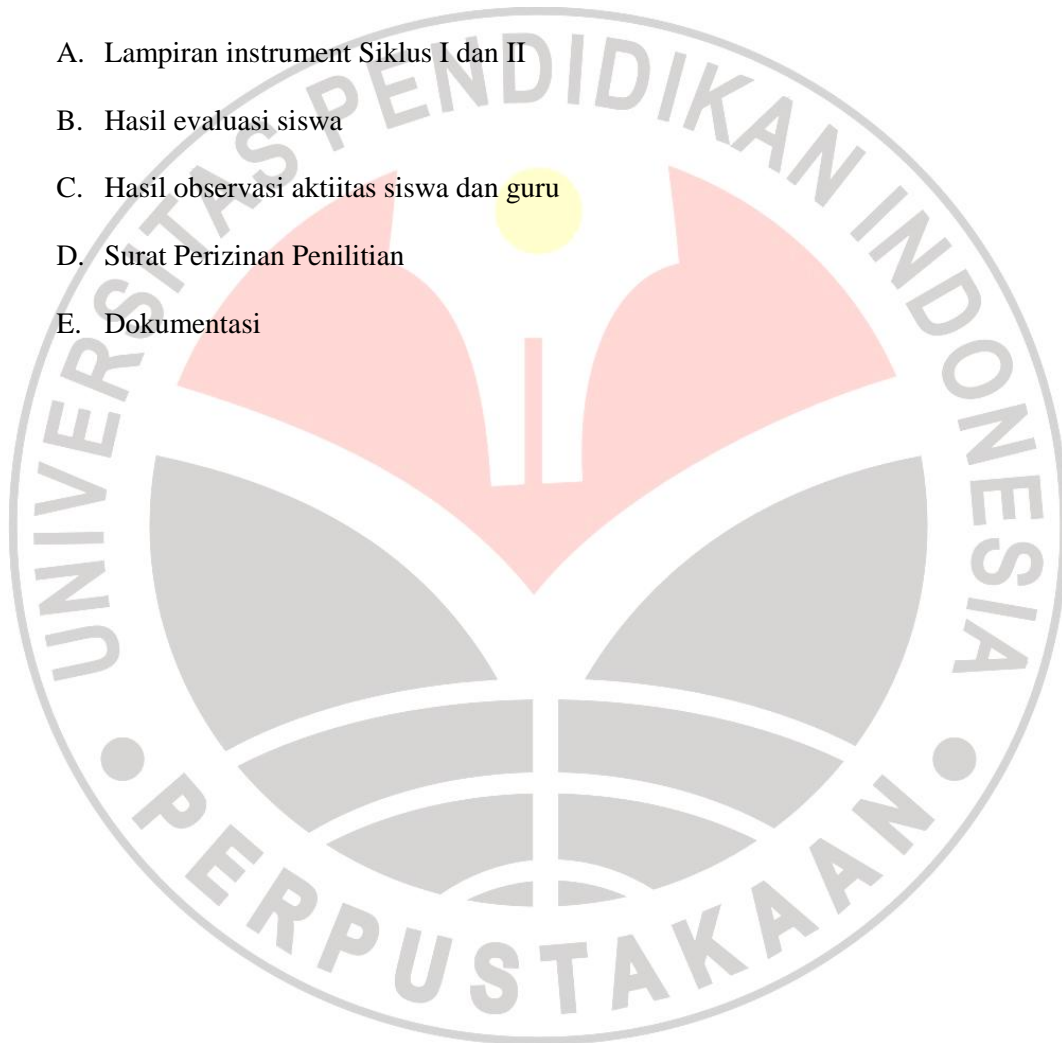 A. Lampiran instrument Siklus I dan II
B. Hasil evaluasi siswa
C. Hasil observasi aktiitas siswa dan guru
D. Surat Perizinan Penilitian
E. Dokumentasi
UNIVERSITAS PENDIDIKAN INDONESIA
PERPUSTAKAAN